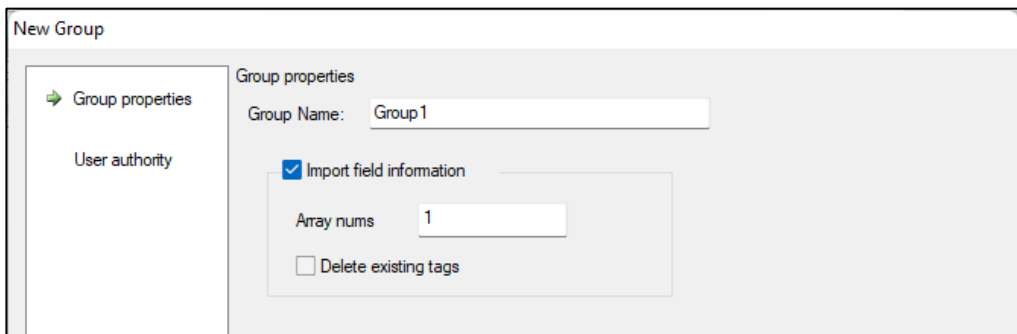 New Group
Group properties
User authority
Group properties
Group Name: Group1
Import field information
Array nums 1
Delete existing tags